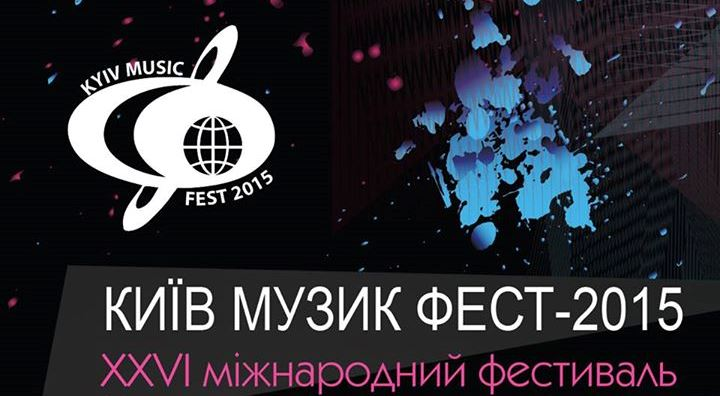 KYIV MUSIC
FEST 2015
КИЇВ МУЗИК ФЕСТ-2015
XXVI міжнародний фестиваль